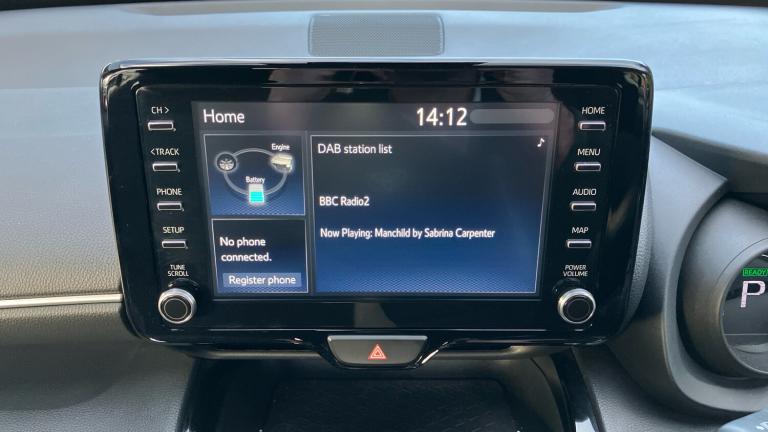 CH >
< TRACK
PHONE
SETUP
TUNE
SCROLL
Home
14:12
Engine
Battery
No phone
connected.
Register phone
DAB station list
BBC Radio2
Now Playing: Manchild by Sabrina Carpenter
HOME
MENU
AUDIO
MAP
POWER
VOLUME
READY
P